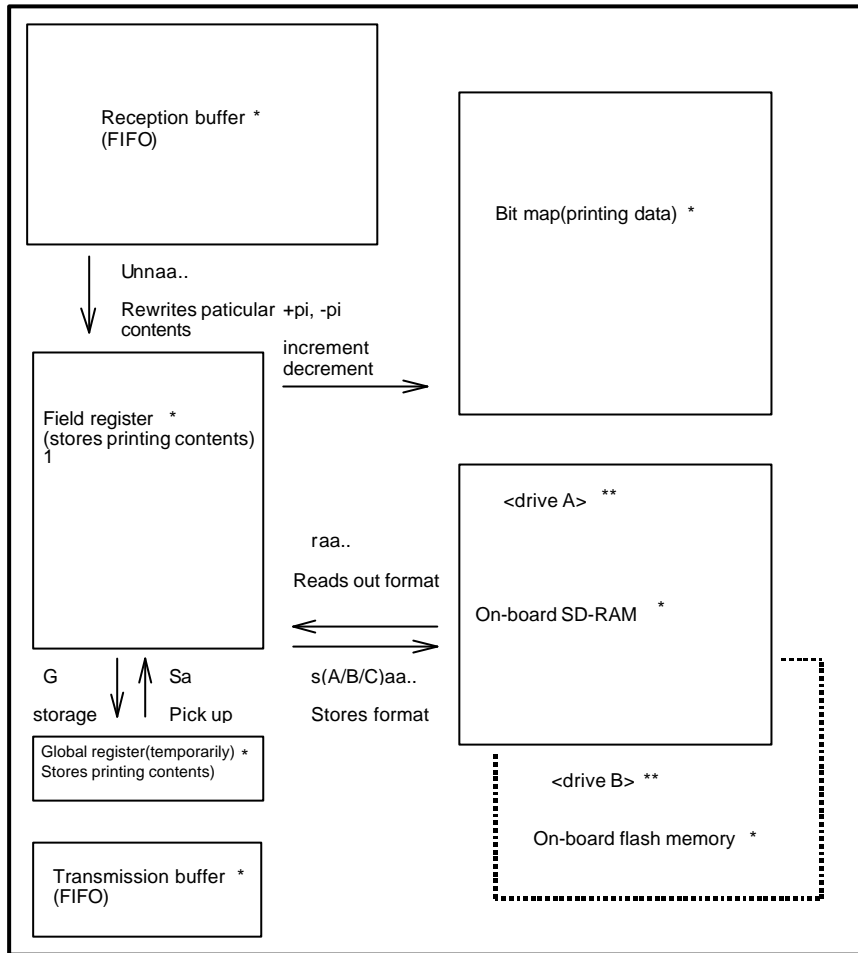 Reception buffer *
(FIFO)
Bit map(printing data) *
Unnaa..
Rewrites paticular
contents
+pi, -pi
increment
decrement
Field register *
(stores printing contents)
1
<drive A> **
raa..
Reads out format
On-board SD-RAM *
G
storage
Sa
Pick up
s(A/B/C)aa..
Stores format
Global register(temporarily) *
Stores printing contents)
<drive B> **
On-board flash memory *
Transmission buffer *
(FIFO)